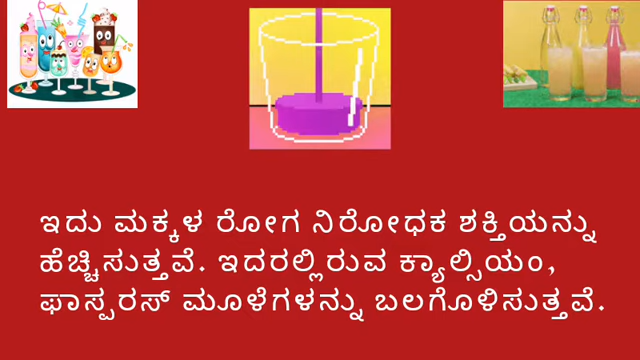 ಇದು ಮಕ್ಕಳ ರೋಗ ನಿರೋಧಕ ಶಕ್ತಿಯನ್ನು
ಹೆಚ್ಚಿಸುತ್ತವೆ. ಇದರಲ್ಲಿರುವ ಕ್ಯಾಲ್ಸಿಯಂ,
ಫಾಸ್ಪರಸ್ ಮೂಳೆಗಳನ್ನು ಬಲಗೊಳಿಸುತ್ತವೆ.